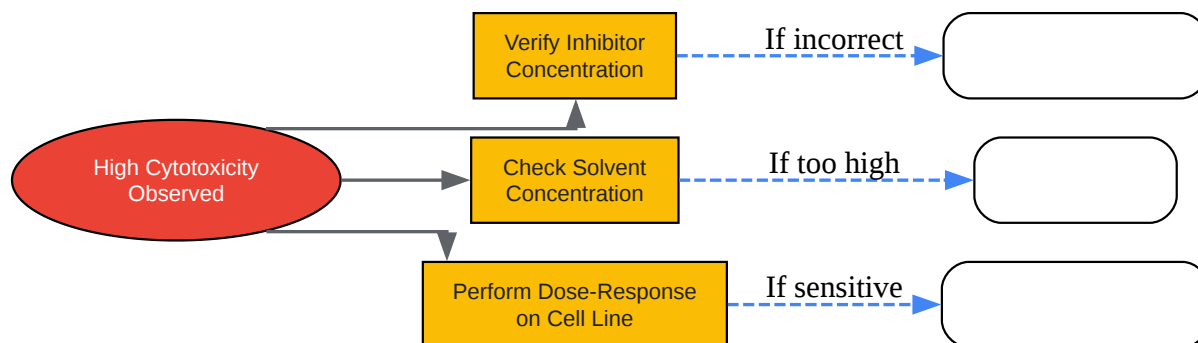 Verify Inhibitor
Concentration
If incorrect
High Cytotoxicity
Observed
Check Solvent
Concentration
If too high
Perform Dose-Response
on Cell Line
If sensitive